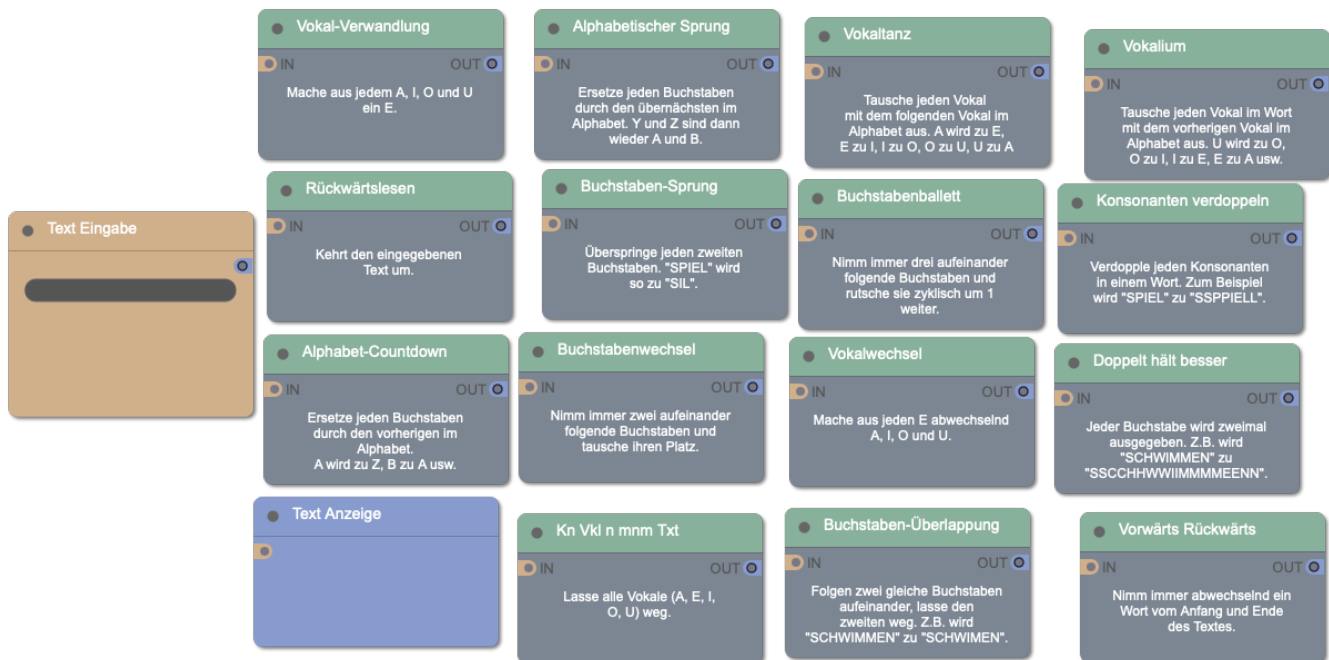 Vokal-Verwandlung
IN OUT
Mache aus jedem A, I, O und U
ein E.
Alphabetischer Sprung
IN OUT
Ersetze jeden Buchstaben
durch den übernächsten im
Alphabet. Y und Z sind dann
wieder A und B.
Vokaltanz
IN OUT
Tausche jeden Vokal
mit dem folgenden Vokal im
Alphabet aus. A wird zu E,
E zu I, I zu O, O zu U, U zu A
Vokalium
IN OUT
Tausche jeden Vokal im Wort
mit dem vorherigen Vokal im
Alphabet aus. U wird zu O,
O zu I, I zu E, E zu A usw.
Text Eingabe
Rückwärtslesen
IN OUT
Kehrt den eingegebenen
Text um.
Buchstaben-Sprung
IN OUT
Überspringe jeden zweiten
Buchstaben. "SPIEL" wird
so zu "SIL".
Buchstabenballett
IN OUT
Nimm immer drei aufeinander
folgende Buchstaben und
rutsche sie zyklisch um 1
weiter.
Konsonanten verdoppeln
IN OUT
Verdopple jeden Konsonanten
in einem Wort. Zum Beispiel
wird "SPIEL" zu "SSPPIELL".
Alphabet-Countdown
IN OUT
Ersetze jeden Buchstaben
durch den vorherigen im
Alphabet.
A wird zu Z, B zu A usw.
Buchstabenwechsel
IN OUT
Nimm immer zwei aufeinander
folgende Buchstaben und
tausche ihren Platz.
Vokalwechsel
IN OUT
Mache aus jeden E abwechselnd
A, I, O und U.
Doppelt hält besser
IN OUT
Jeder Buchstabe wird zweimal
ausgegeben. Z.B. wird
"SCHWIMMEN" zu
"SSCCHHWWIIMMMMEENN".
Text Anzeige
Kn Vkl n mnm Txt
IN OUT
Lasse alle Vokale (A, E, I,
O, U) weg.
Buchstaben-Überlappung
IN OUT
Folgen zwei gleiche Buchstaben
aufeinander, lasse den
zweiten weg. Z.B. wird
"SCHWIMMEN" zu "SCHWIMEN".
Vorwärts Rückwärts
IN OUT
Nimm immer abwechselnd ein
Wort vom Anfang und Ende
des Textes.